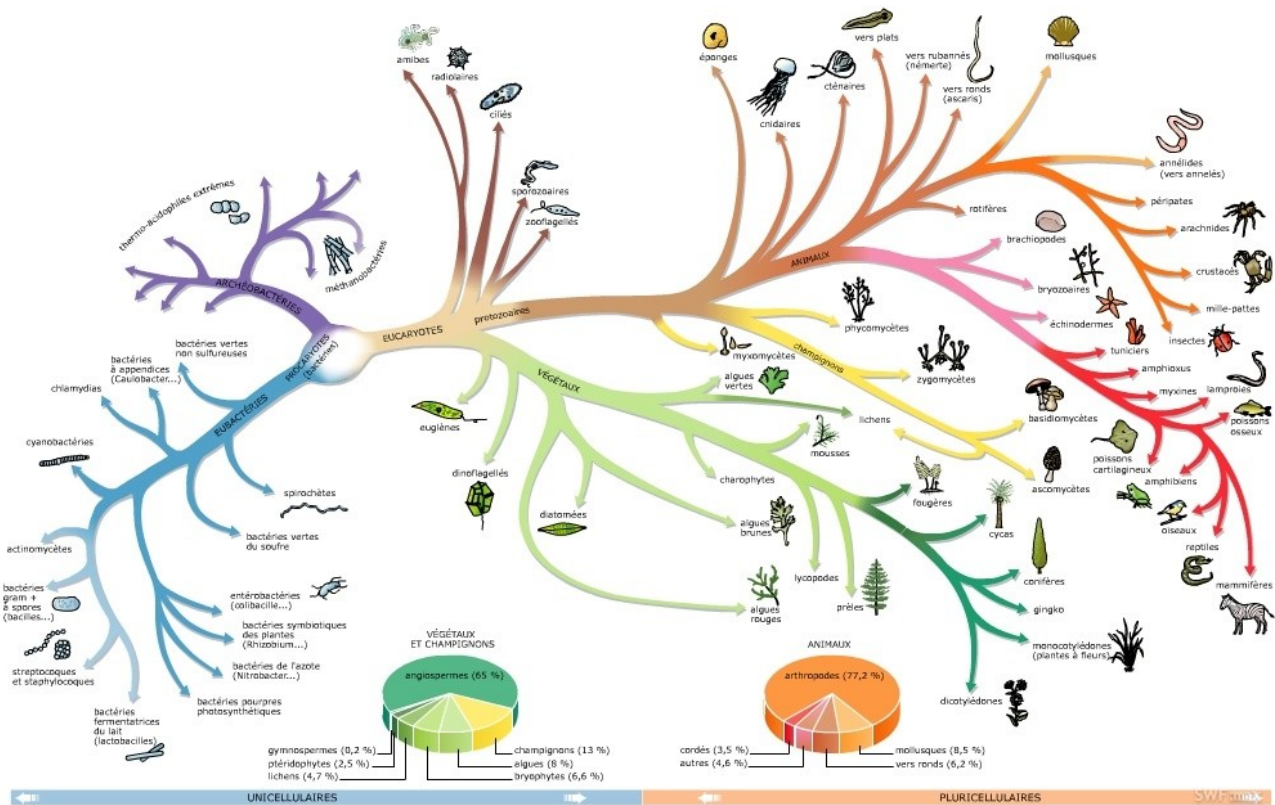 amibes
radiolaires
ciliés
sporozoaires
zooflagellés
éponges
cnidaires
cténaires
vers plats
vers rubannés
(némerte)
vers ronds
(ascaris)
mollusques
annélides
(vers annelés)
péripates
arachnides
crustacés
mille-pattes
insectes
rotifères
brachiopodes
bryozoaires
échinodermes
tuniciers
amphioxus
myxines
lamproies
poissons
osseux
poissons
cartilagineux
amphibiens
oiseaux
reptiles
mammifères
ANIMAUX
thermo-acidophiles extrêmes
méthanobactéries
ARCHÉOBACTÉRIES
PROCARYOTES
(bactéries)
EUCARYOTES
protozoaires
EUBACTÉRIES
bactéries vertes
non sulfureuses
bactéries
à appendices
(Caulobacter...)
chlamydias
cyanobactéries
actinomycètes
bactéries
gram +
à spores
(bacilles...)
streptocoques
et staphylocoques
bactéries
fermentatrices
du lait
(lactobacilles)
spirochètes
bactéries vertes
du soufre
entérobactéries
(colibacille...)
bactéries symbiotiques
des plantes
(Rhizobium...)
bactéries de l'azote
(Nitrobacter...)
bactéries pourpres
photosynthétiques
phycomycètes
myxomycètes
champignons
zygomycètes
basidiomycètes
ascomycètes
lichens
VÉGÉTAUX
algues
vertes
euglènes
dinoflagellés
diatomées
mousses
charophytes
algues
brunes
algues
rouges
lycopodes
prêles
fougères
cycas
conifères
gingko
monocotylédones
(plantes à fleurs)
dicotylédones
VÉGÉTAUX
ET CHAMPIGNONS
angiospermes (65 %)
gymnospermes (0,2 %)
ptéridophytes (2,5 %)
lichens (4,7 %)
champignons (13 %)
algues (8 %)
bryophytes (6,6 %)
ANIMAUX
arthropodes (77,2 %)
cordés (3,5 %)
autres (4,6 %)
mollusques (8,5 %)
vers ronds (6,2 %)
UNICELLULAIRES
PLURICELLULAIRES